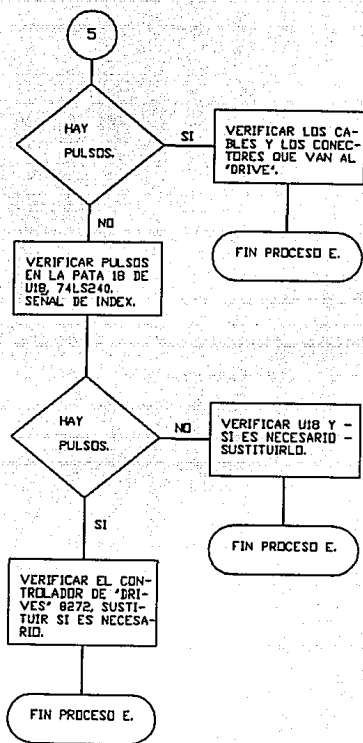 5
HAY
PULSOS.
SI
VERIFICAR LOS CA-
BLES Y LOS CONEC-
TORES QUE VAN AL
"DRIVE".
NO
FIN PROCESO E.
VERIFICAR PULSOS
EN LA PATA 18 DE
U18, 74LS240.
SENAL DE INDEX.
HAY
PULSOS.
NO
VERIFICAR U18 Y -
SI ES NECESARIO -
SUSTITUIRLO.
SI
FIN PROCESO E.
VERIFICAR EL CON-
TROLADOR DE "DRI-
VES" 8272, SUSTI-
TUIR SI ES NECESA-
RIO.
FIN PROCESO E.